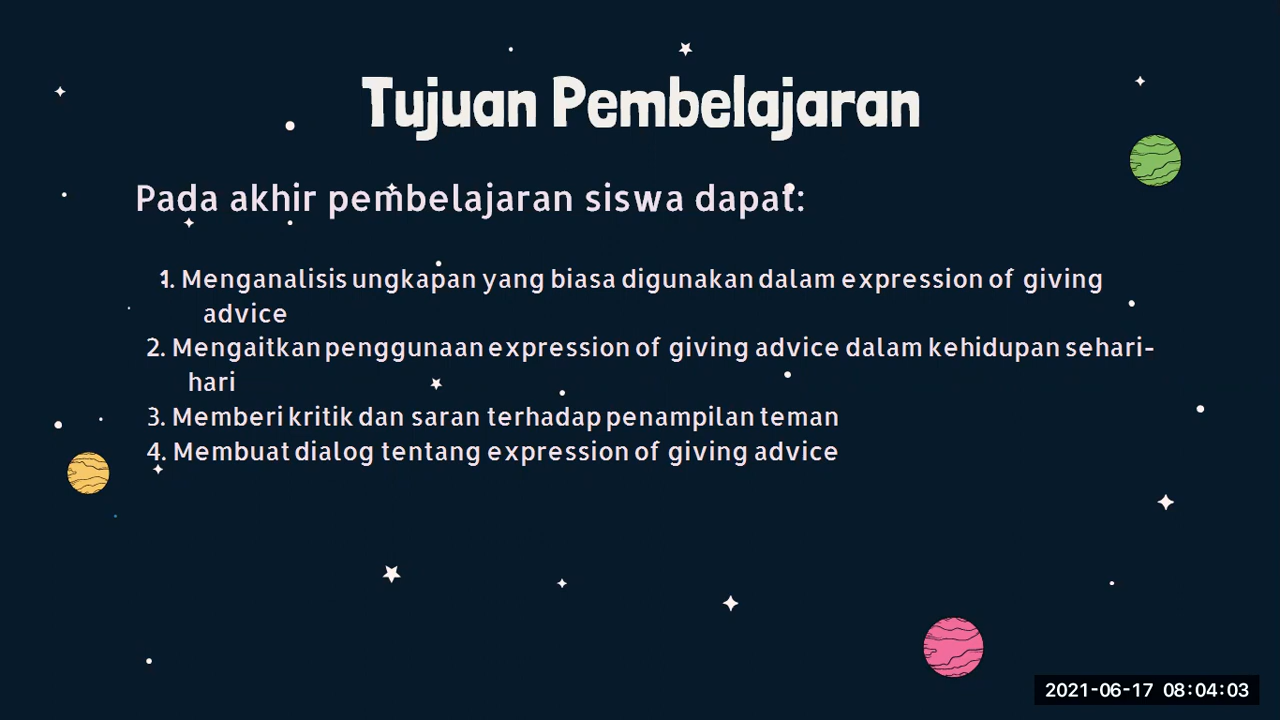 Tujuan Pembelajaran
Pada akhir pembelajaran siswa dapat:
1. Menganalisis ungkapan yang biasa digunakan dalam expression of giving
advice
2. Mengaitkan penggunaan expression of giving advice dalam kehidupan sehari-
hari
3. Memberi kritik dan saran terhadap penampilan teman
4. Membuat dialog tentang expression of giving advice
2021-06-17 08:04:03